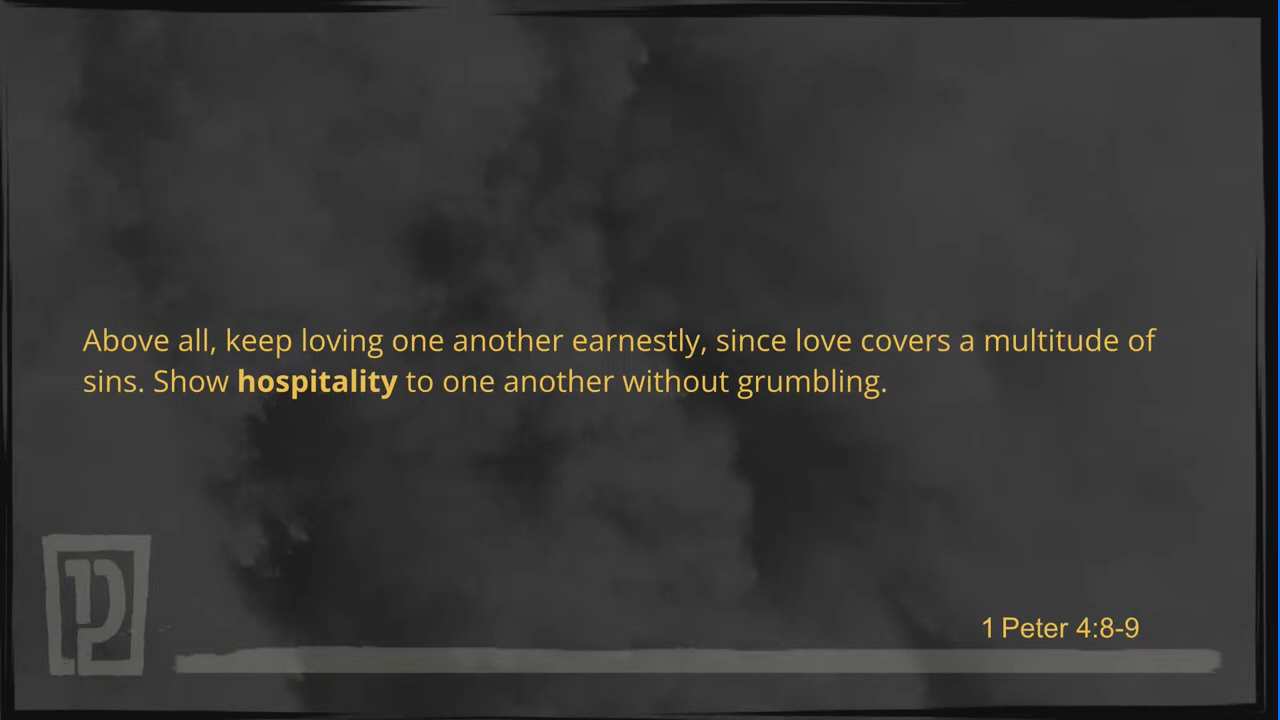 Above all, keep loving one another earnestly, since love covers a multitude of
sins. Show hospitality to one another without grumbling.
1 Peter 4:8-9